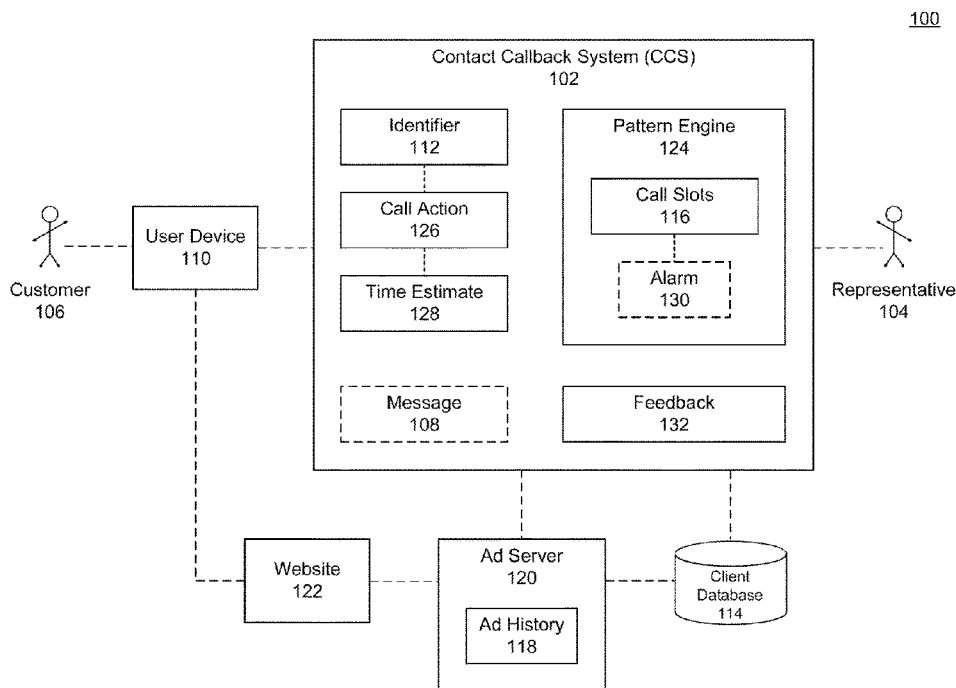 100
Contact Callback System (CCS)
102
Identifier
112
Pattern Engine
124
Call Action
126
Call Slots
116
Time Estimate
128
Alarm
130
User Device
110
Customer
106
Representative
104
Message
108
Feedback
132
Website
122
Ad Server
120
Ad History
118
Client
Database
114